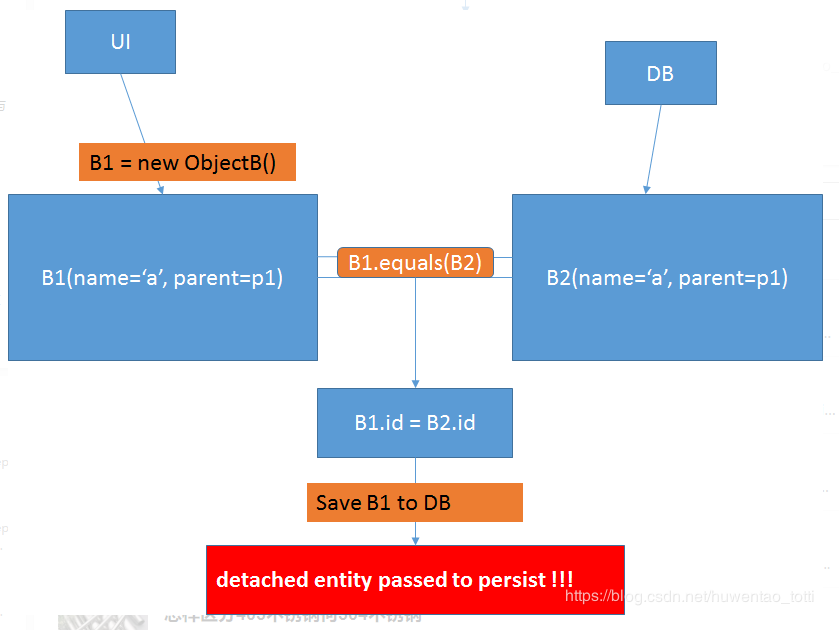 UI
DB
B1 = new ObjectB()
B1(name=‘a’, parent=p1)
B1.equals(B2)
B2(name=‘a’, parent=p1)
B1.id = B2.id
Save B1 to DB
detached entity passed to persist !!!
https://blog.csdn.net/huwentao_totti